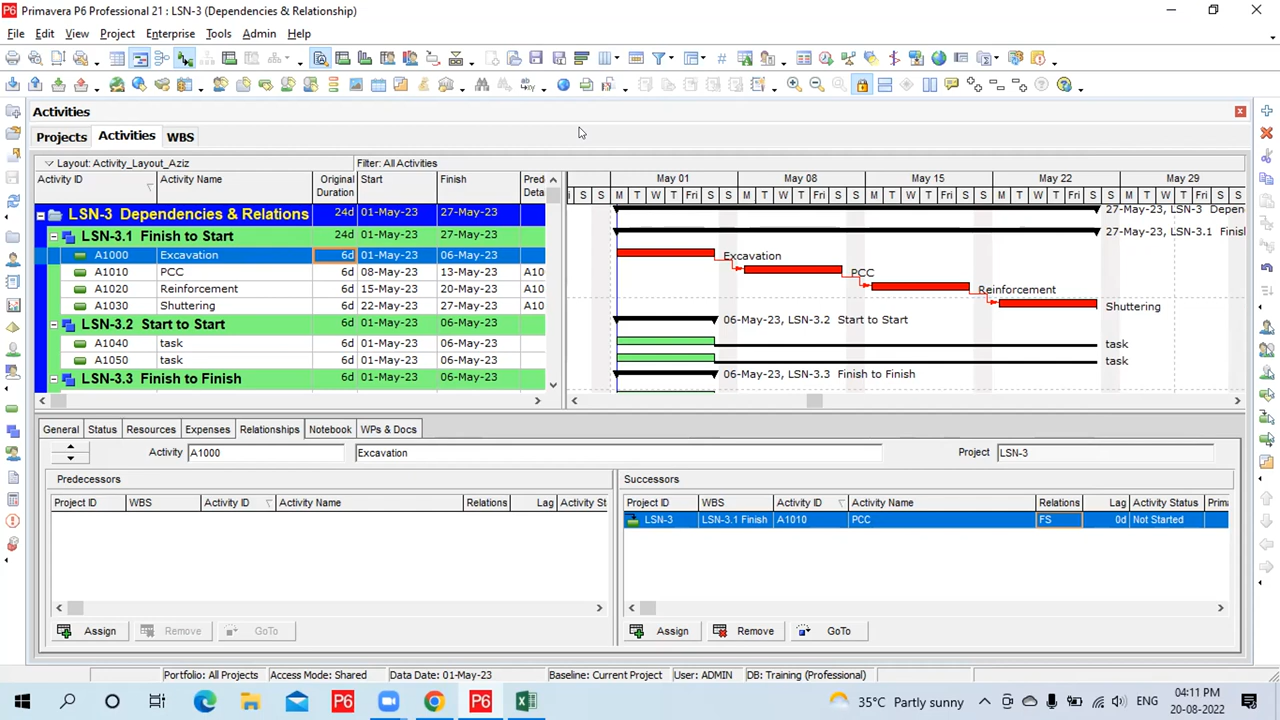 Primavera P6 Professional 21 : LSN-3 (Dependencies & Relationship)
File Edit View Project Enterprise Tools Admin Help
Activities
Projects Activities WBS
Layout: Activity_Layout_Aziz Filter: All Activities
Activity ID Activity Name Original Duration Start Finish Pred Deta
May 01 May 08 May 15 May 22 May 29
S S M T W T Fri S S M T W T Fri S S M T W T Fri S S M T W T Fri S S M T W T Fri S
LSN-3 Dependencies & Relations 24d 01-May-23 27-May-23 27-May-23, LSN-3 Depen
LSN-3.1 Finish to Start 24d 01-May-23 27-May-23 27-May-23, LSN-3.1 Finish
A1000 Excavation 6d 01-May-23 06-May-23 Excavation
A1010 PCC 6d 08-May-23 13-May-23 A10 PCC
A1020 Reinforcement 6d 15-May-23 20-May-23 A10 Reinforcement
A1030 Shuttering 6d 22-May-23 27-May-23 A10 Shuttering
LSN-3.2 Start to Start 6d 01-May-23 06-May-23 06-May-23, LSN-3.2 Start to Start
A1040 task 6d 01-May-23 06-May-23 task
A1050 task 6d 01-May-23 06-May-23 task
LSN-3.3 Finish to Finish 6d 01-May-23 06-May-23 06-May-23, LSN-3.3 Finish to Finish
General Status Resources Expenses Relationships Notebook WPs & Docs
Activity A1000 Excavation Project LSN-3
Predecessors Successors
Project ID WBS Activity ID Activity Name Relations Lag Activity St Project ID WBS Activity ID Activity Name Relations Lag Activity Status Prima
LSN-3 LSN-3.1 Finish A1010 PCC FS 0d Not Started
Assign Remove GoTo Assign Remove GoTo
Portfolio: All Projects Access Mode: Shared Data Date: 01-May-23 Baseline: Current Project User: ADMIN DB: Training (Professional)
35°C Partly sunny ENG 04:11 PM
20-08-2022